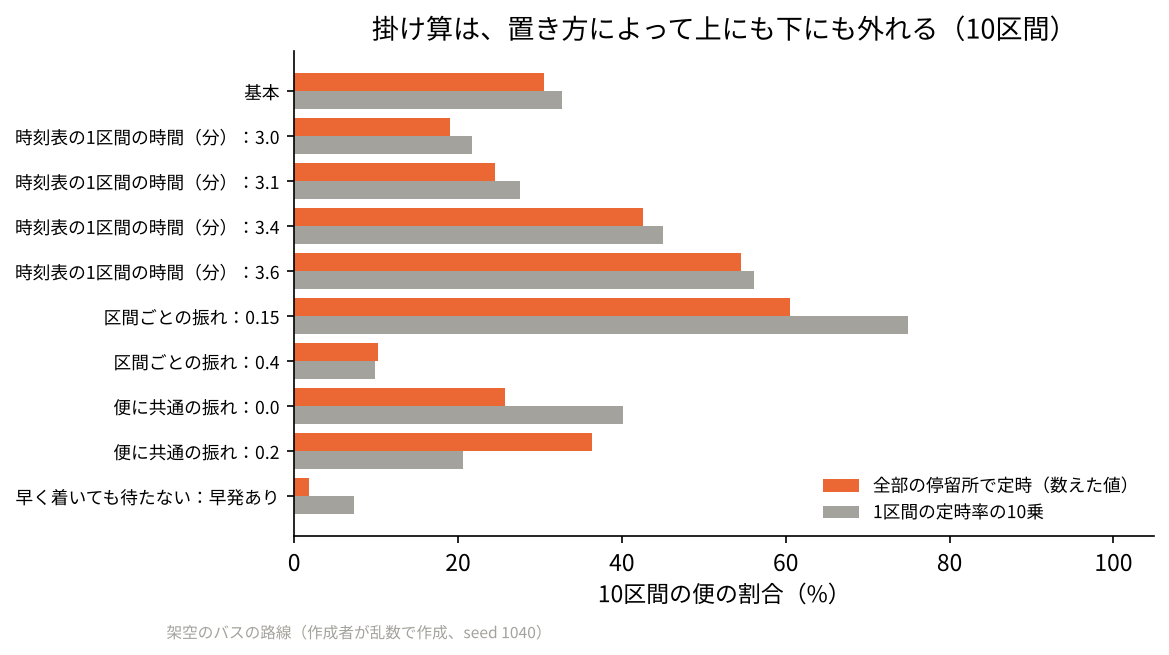 掛け算は、置き方によって上にも下にも外れる（10区間）
基本
時刻表の1区間の時間（分）：3.0
時刻表の1区間の時間（分）：3.1
時刻表の1区間の時間（分）：3.4
時刻表の1区間の時間（分）：3.6
区間ごとの振れ：0.15
区間ごとの振れ：0.4
便に共通の振れ：0.0
便に共通の振れ：0.2
早く着いても待たない：早発あり
全部の停留所で定時（数えた値）
1区間の定時率の10乗
0 20 40 60 80 100
10区間の便の割合（%）
架空のバスの路線（作成者が乱数で作成、seed 1040）